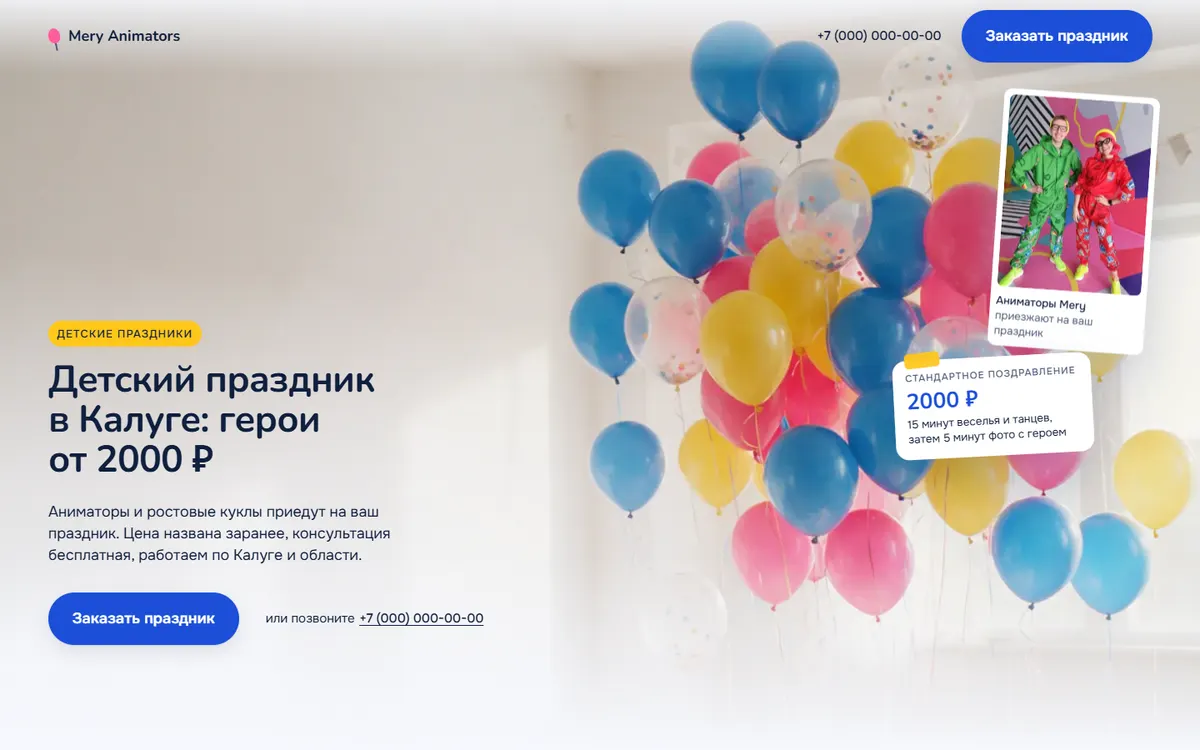 Mery Animators
+7 (000) 000-00-00
Заказать праздник
Аниматоры Mery
приезжают на ваш
праздник
СТАНДАРТНОЕ ПОЗДРАВЛЕНИЕ
2000 ₽
15 минут веселья и танцев,
затем 5 минут фото с героем
ДЕТСКИЕ ПРАЗДНИКИ
Детский праздник
в Калуге: герои
от 2000 ₽
Аниматоры и ростовые куклы приедут на ваш
праздник. Цена названа заранее, консультация
бесплатная, работаем по Калуге и области.
Заказать праздник
или позвоните +7 (000) 000-00-00